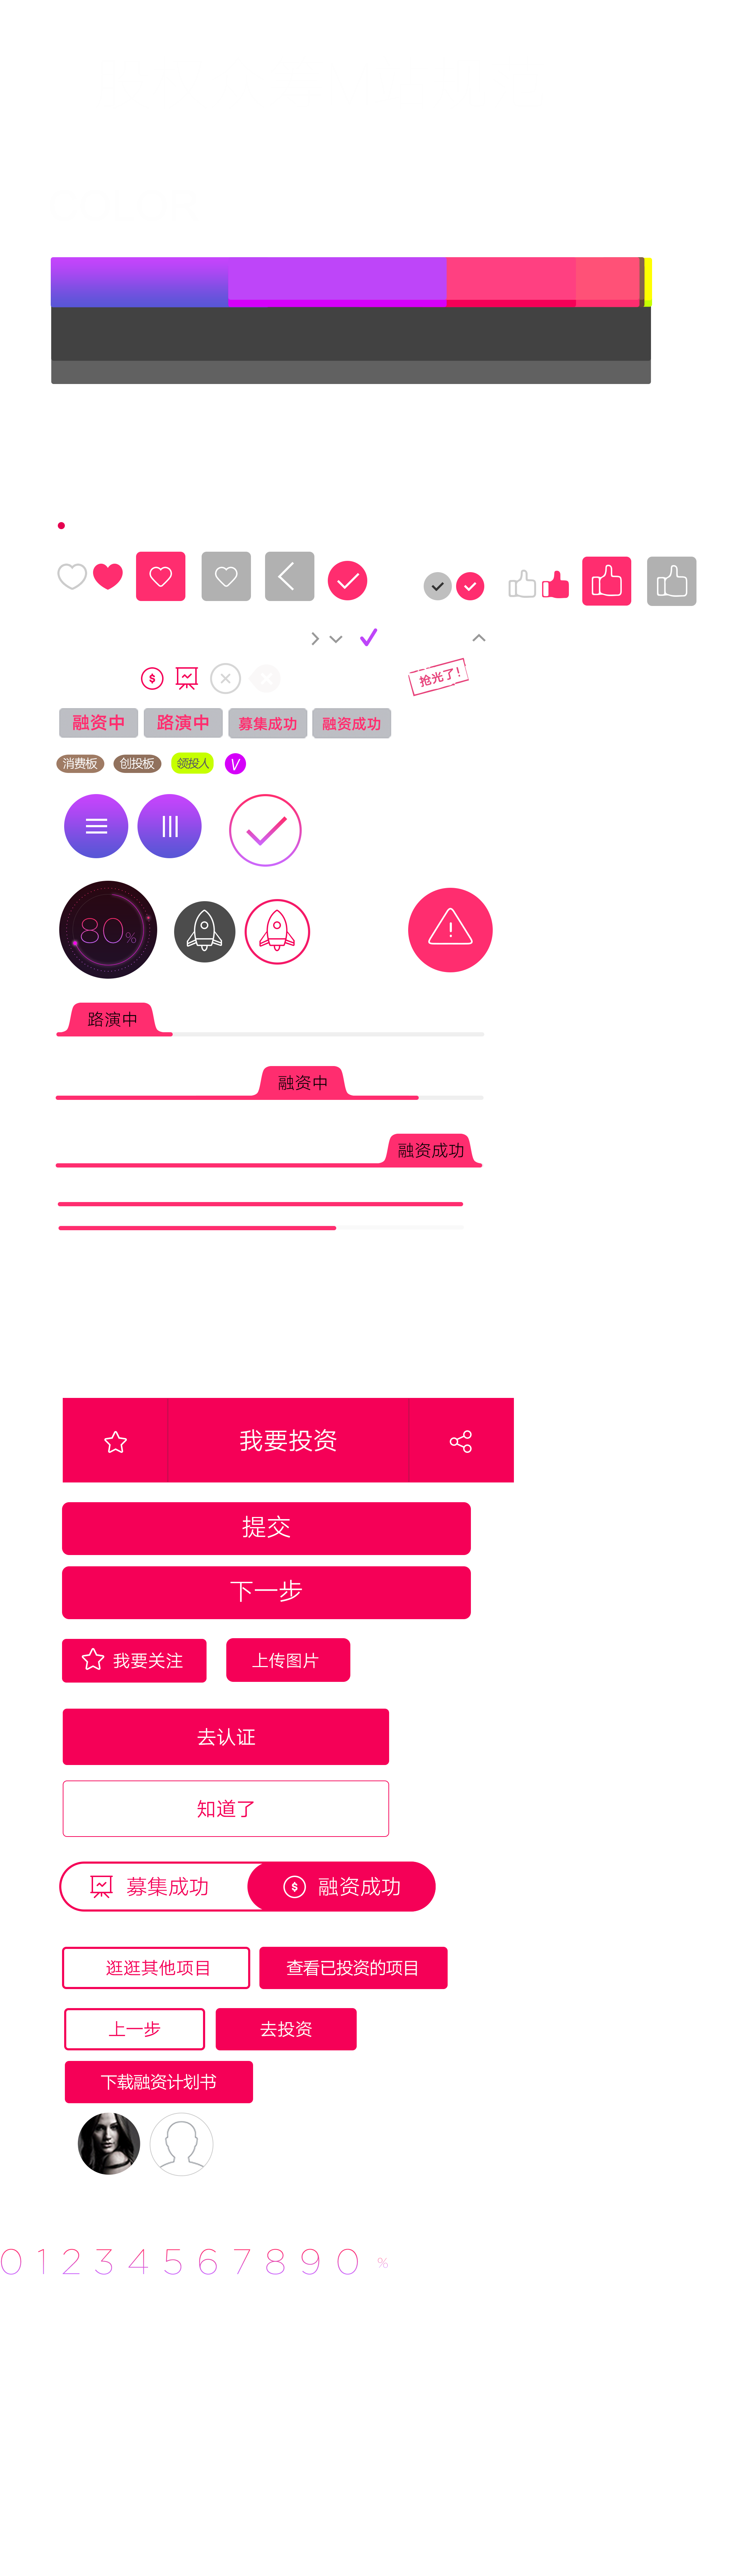 抢光了!
融资中 路演中 募集成功 融资成功
消费板 创投板 领投人 V
80%
路演中
融资中
融资成功
我要投资
提交
下一步
我要关注 上传图片
去认证
知道了
募集成功 融资成功
逛逛其他项目 查看已投资的项目
上一步 去投资
下载融资计划书
0 1 2 3 4 5 6 7 8 9 0 %